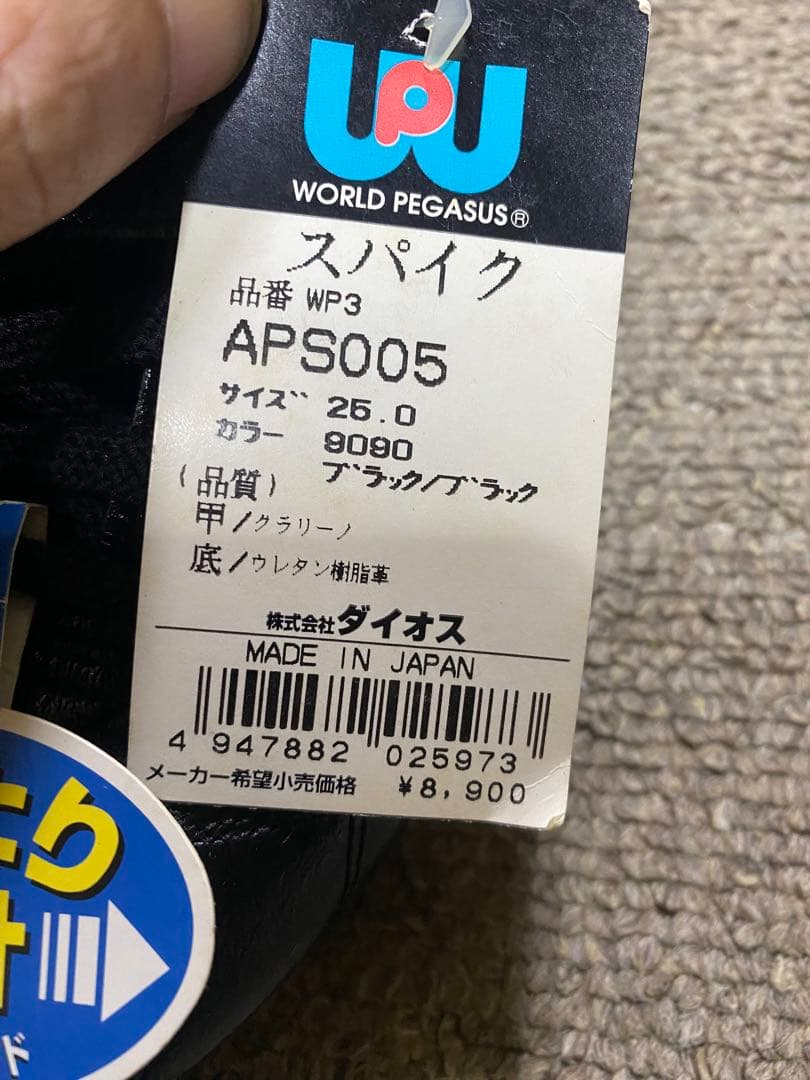 WPU
WORLD PEGASUS®
スパイク
品番 WP3
APS005
サイズ 25.0
カラー 9090
ブラック/ブラック
(品質)
甲/クラリーノ
底/ウレタン樹脂革
株式会社ダイオス
MADE IN JAPAN
4 947882 025973
メーカー希望小売価格 ¥8,900
り
ド